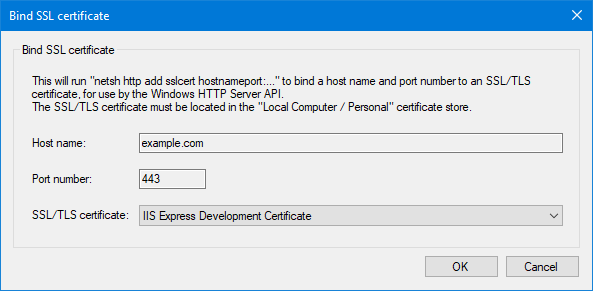 Bind SSL certificate
Bind SSL certificate
This will run "netsh http add sslcert hostnameport:..." to bind a host name and port number to an SSL/TLS
certificate, for use by the Windows HTTP Server API.
The SSL/TLS certificate must be located in the "Local Computer / Personal" certificate store.
Host name: example.com
Port number: 443
SSL/TLS certificate: IIS Express Development Certificate
OK Cancel